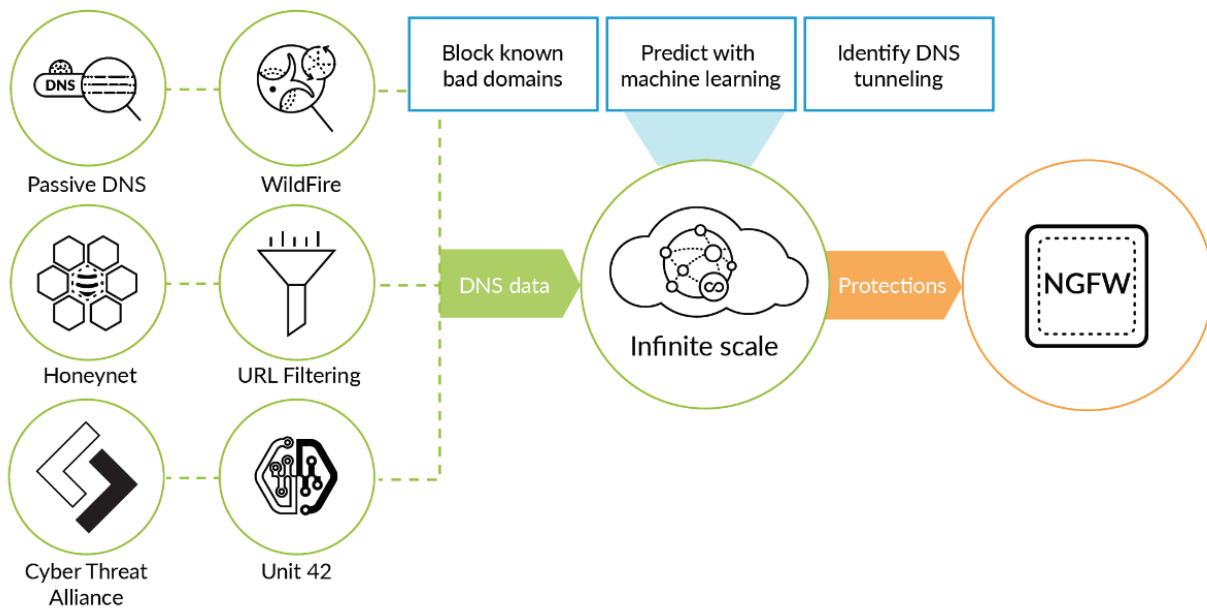 Block known
bad domains
Predict with
machine learning
Identify DNS
tunneling
DNS
Passive DNS
WildFire
Honeynet
URL Filtering
Cyber Threat
Alliance
Unit 42
DNS data
Infinite scale
Protections
NGFW